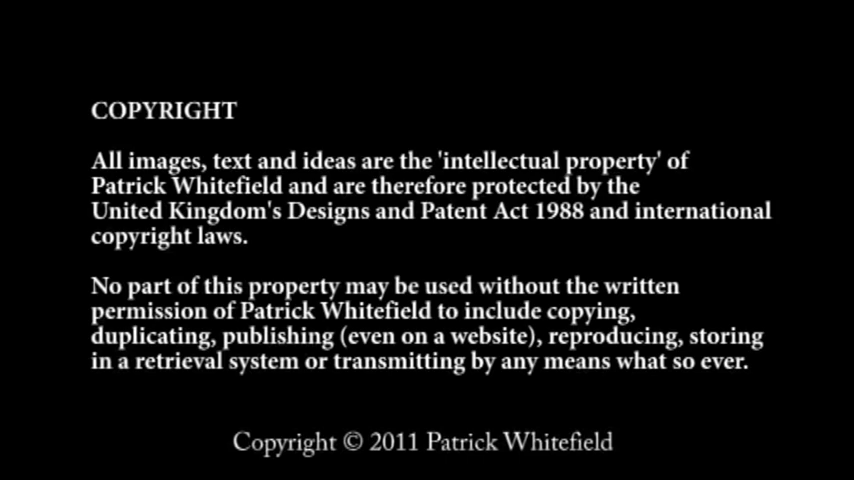 COPYRIGHT
All images, text and ideas are the 'intellectual property' of
Patrick Whitefield and are therefore protected by the
United Kingdom's Designs and Patent Act 1988 and international
copyright laws.
No part of this property may be used without the written
permission of Patrick Whitefield to include copying,
duplicating, publishing (even on a website), reproducing, storing
in a retrieval system or transmitting by any means what so ever.
Copyright © 2011 Patrick Whitefield